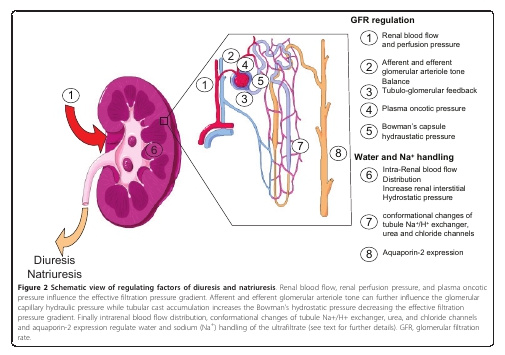 GFR regulation
1 Renal blood flow
and perfusion pressure
2 Afferent and efferent
glomerular arteriole tone
Balance
3 Tubulo-glomerular feedback
4 Plasma oncotic pressure
5 Bowman's capsule
hydraustatic pressure
Water and Na+ handling
6 Intra-Renal blood flow
Distribution
Increase renal interstitial
Hydrostatic pressure
7 conformational changes of
tubule Na+/H+ exchanger,
urea and chloride channels
8 Aquaporin-2 expression
1
6
2
4
1
5
3
7
8
Diuresis
Natriuresis
Figure 2 Schematic view of regulating factors of diuresis and natriuresis. Renal blood flow, renal perfusion pressure, and plasma oncotic
pressure influence the effective filtration pressure gradient. Afferent and efferent glomerular arteriole tone can further influence the glomerular
capillary hydraulic pressure while tubular cast accumulation increases the Bowman's hydrostatic pressure decreasing the effective filtration
pressure gradient. Finally intrarenal blood flow distribution, conformational changes of tubule Na+/H+ exchanger, urea, and chloride channels
and aquaporin-2 expression regulate water and sodium (Na+) handling of the ultrafiltrate (see text for further details). GFR, glomerular filtration
rate.